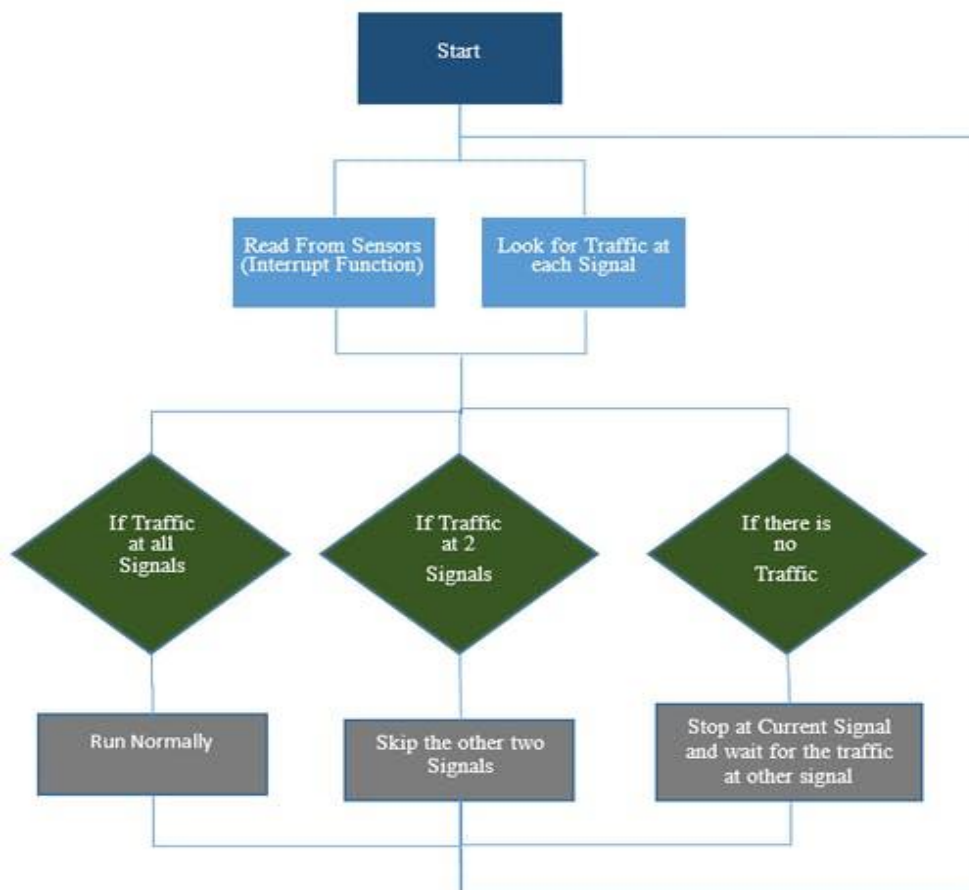 Start
Read From Sensors
(Interrupt Function)
Look for Traffic at
each Signal
If Traffic
at all
Signals
If Traffic
at 2
Signals
If there is
no
Traffic
Run Normally
Skip the other two
Signals
Stop at Current Signal
and wait for the traffic
at other signal